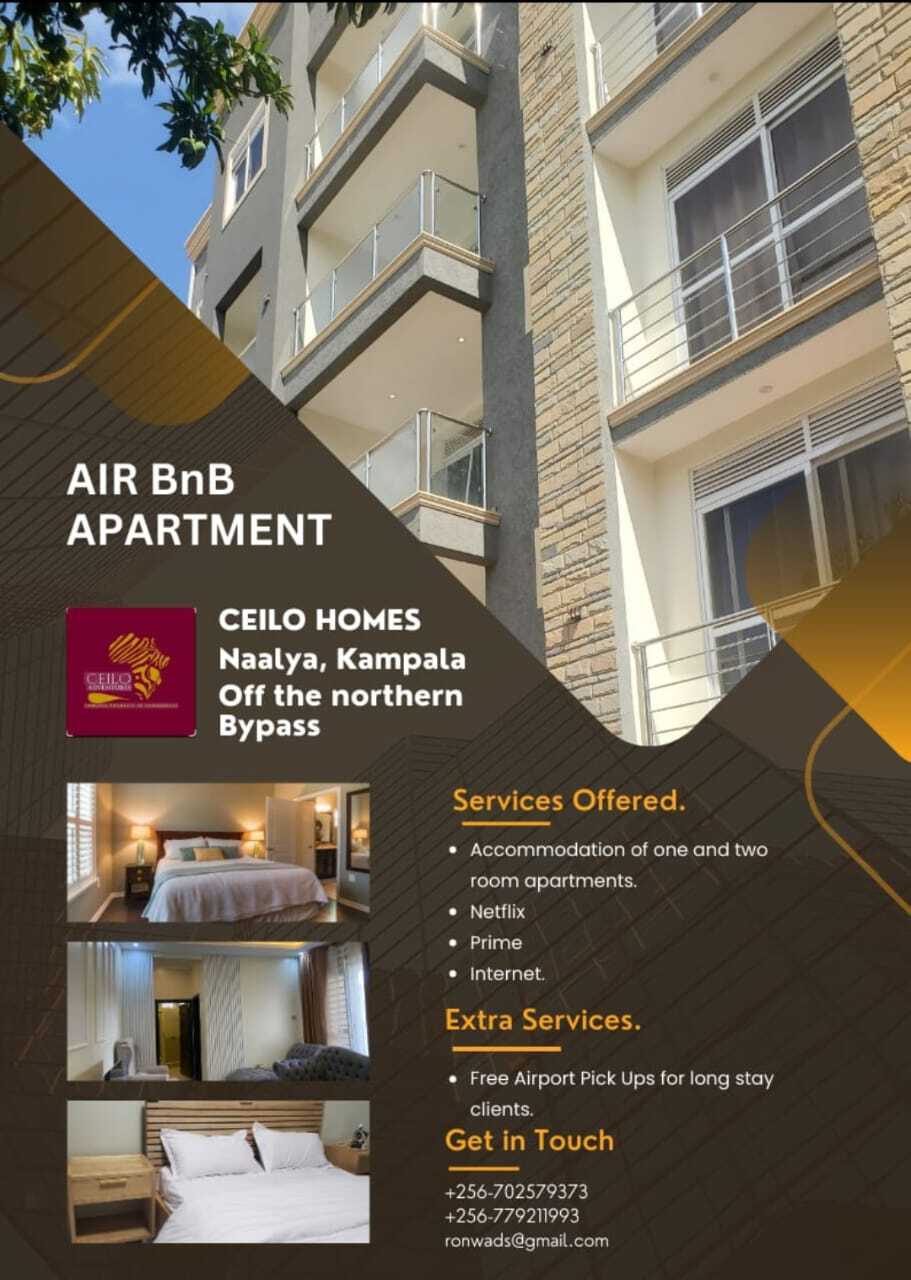 AIR BnB
APARTMENT
CEILO
ADVENTURES
CEILO HOMES
Naalya, Kampala
Off the northern
Bypass
Services Offered.
• Accommodation of one and two
room apartments.
• Netflix
• Prime
• Internet.
Extra Services.
• Free Airport Pick Ups for long stay
clients.
Get in Touch
+256-702579373
+256-779211993
ronwads@gmail.com